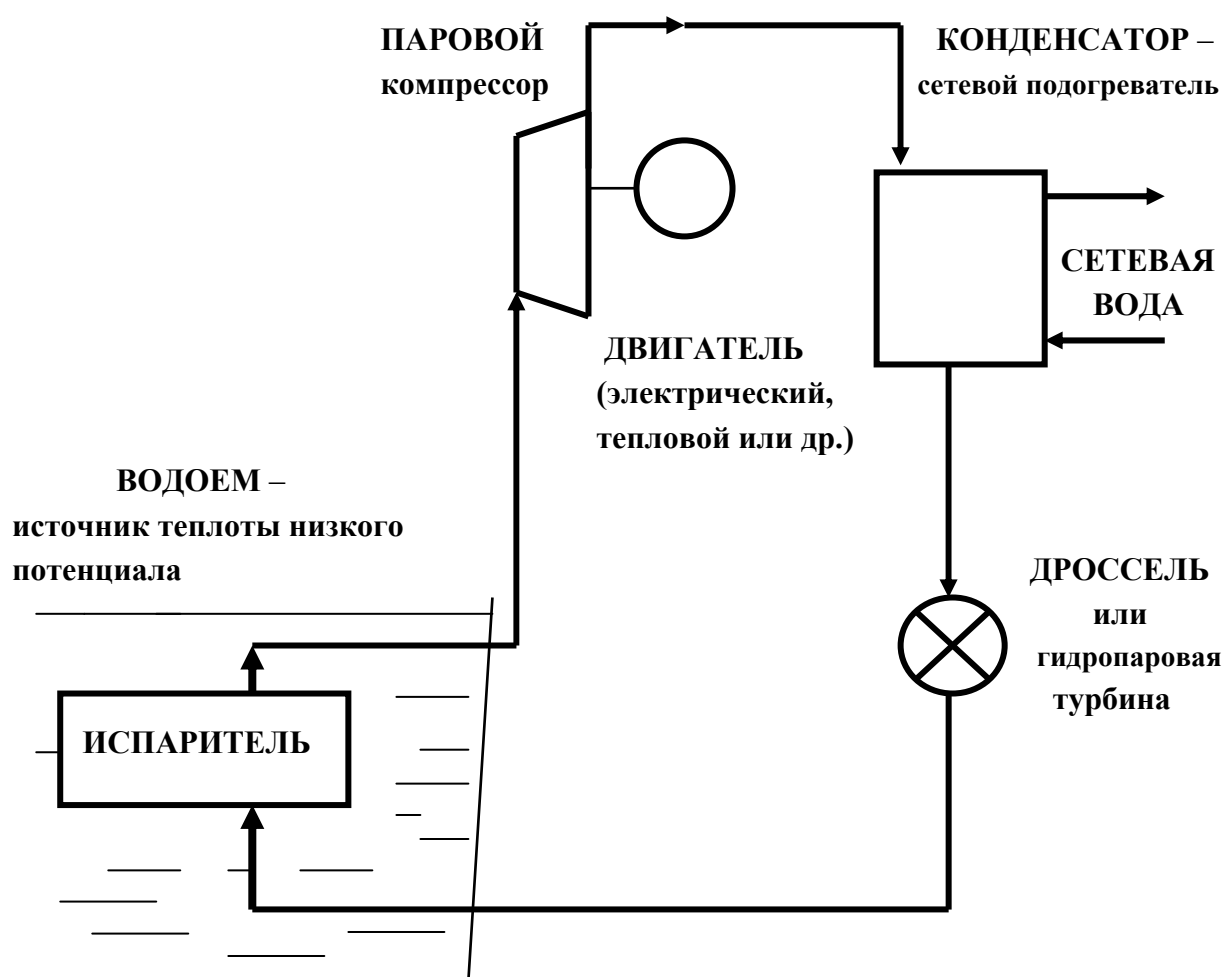 ПАРОВОЙ
компрессор
КОНДЕНСАТОР –
сетевой подогреватель
СЕТЕВАЯ
ВОДА
ДВИГАТЕЛЬ
(электрический,
тепловой или др.)
ВОДОЕМ –
источник теплоты низкого
потенциала
ДРОССЕЛЬ
или
гидропаровая
турбина
ИСПАРИТЕЛЬ